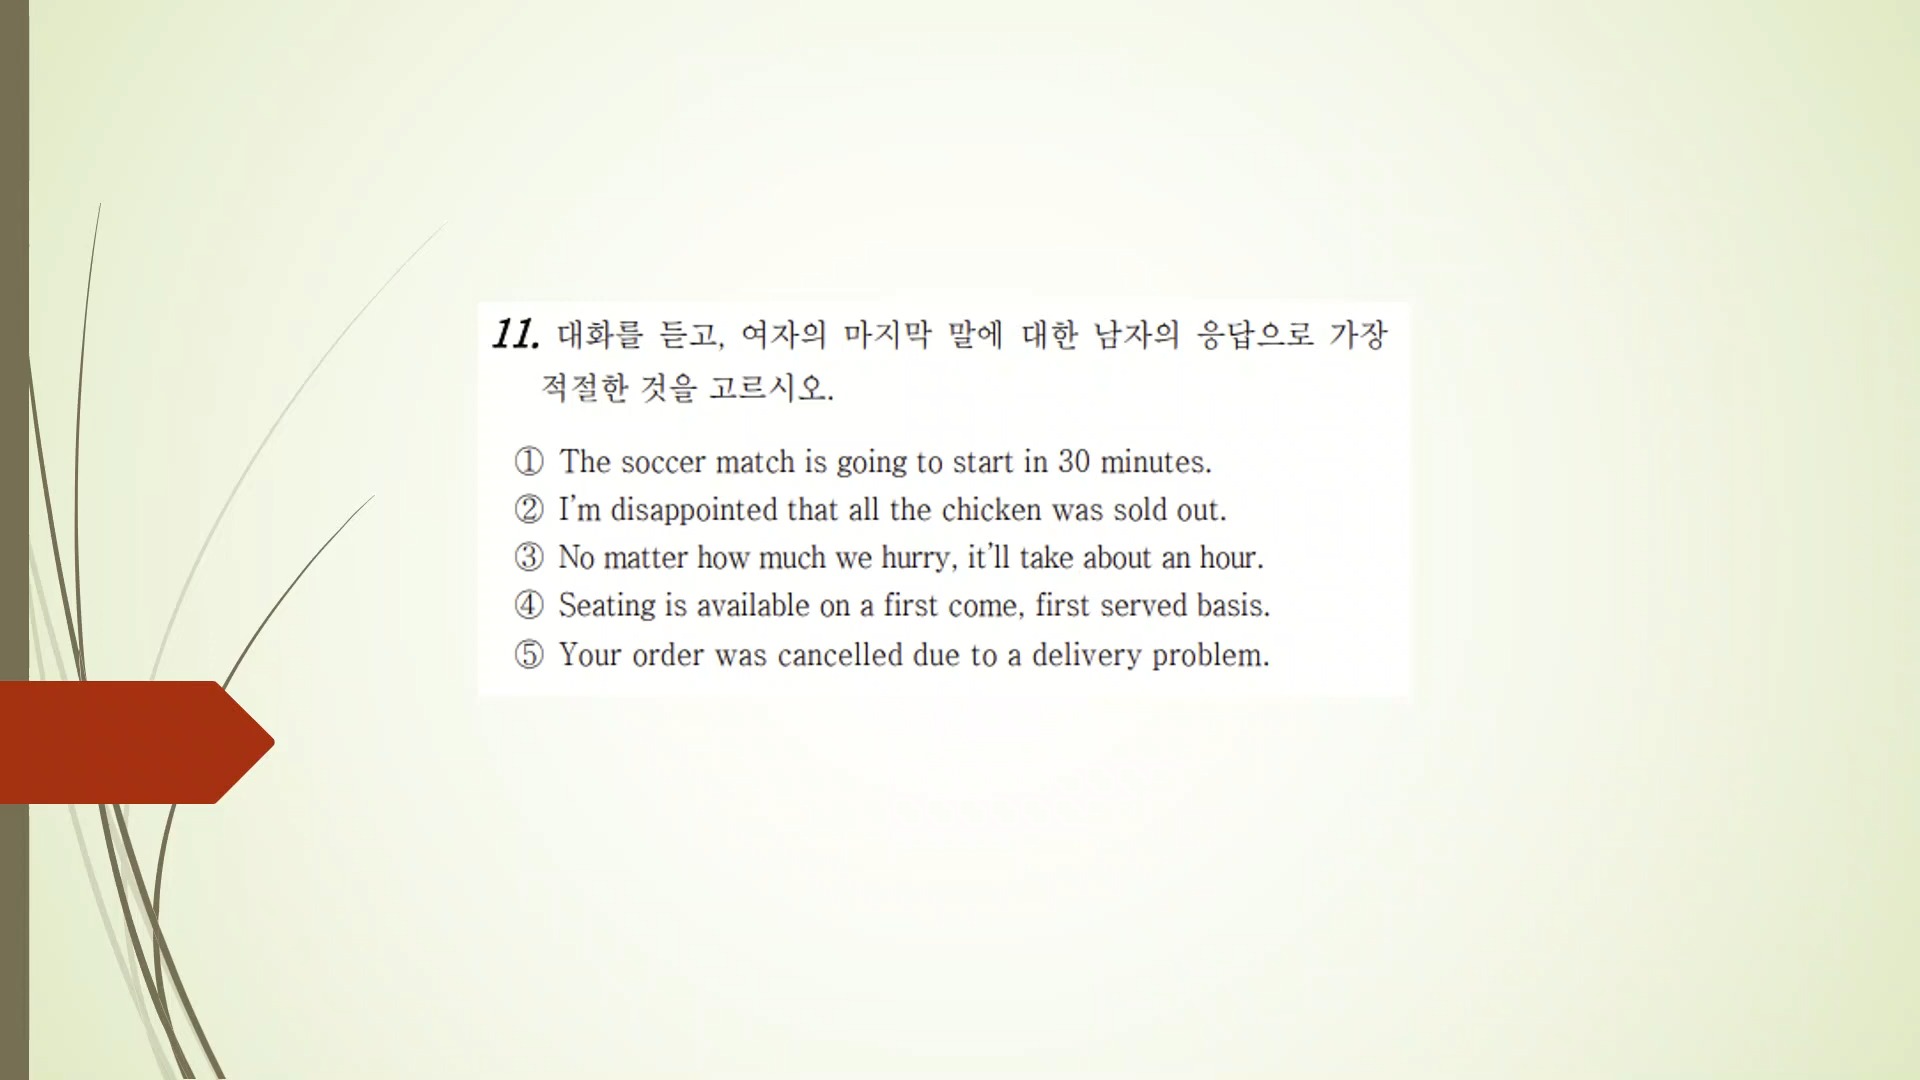 11. 대화를 듣고, 여자의 마지막 말에 대한 남자의 응답으로 가장
적절한 것을 고르시오.
① The soccer match is going to start in 30 minutes.
② I'm disappointed that all the chicken was sold out.
③ No matter how much we hurry, it'll take about an hour.
④ Seating is available on a first come, first served basis.
⑤ Your order was cancelled due to a delivery problem.